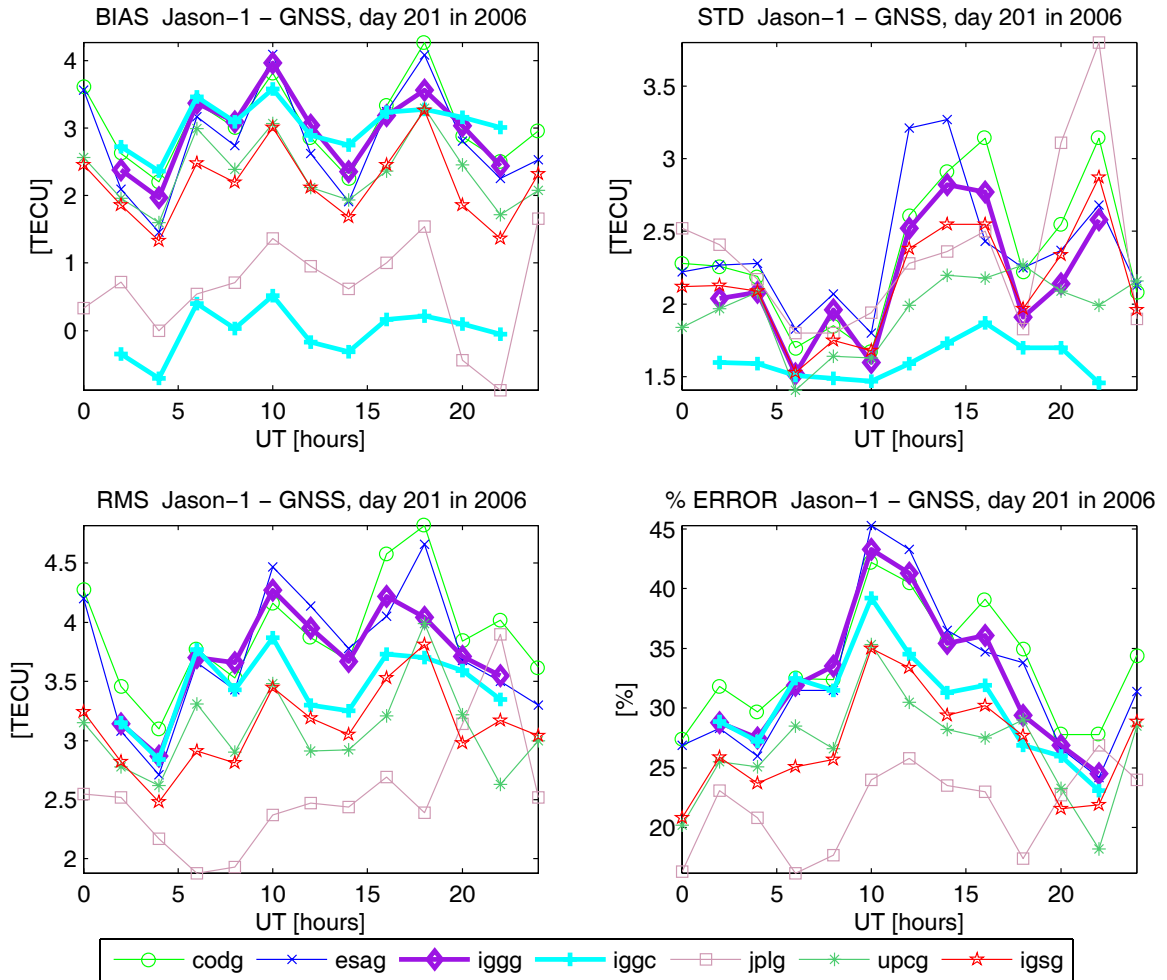 BIAS Jason−1 − GNSS, day 201 in 2006
4
3
2
1
0
[TECU]
0 5 10 15 20
UT [hours]
STD Jason−1 − GNSS, day 201 in 2006
3.5
3
2.5
2
1.5
[TECU]
0 5 10 15 20
UT [hours]
RMS Jason−1 − GNSS, day 201 in 2006
4.5
4
3.5
3
2.5
2
[TECU]
0 5 10 15 20
UT [hours]
% ERROR Jason−1 − GNSS, day 201 in 2006
45
40
35
30
25
20
[%]
0 5 10 15 20
UT [hours]
codg esag iggg iggc jplg upcg igsg